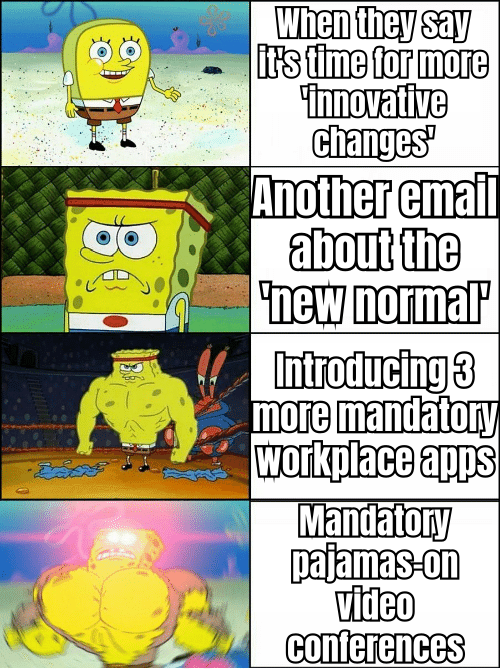 When they say
it's time for more
'innovative
changes'
Another email
about the
'new normal'
Introducing 3
more mandatory
workplace apps
Mandatory
pajamas-on
video
conferences